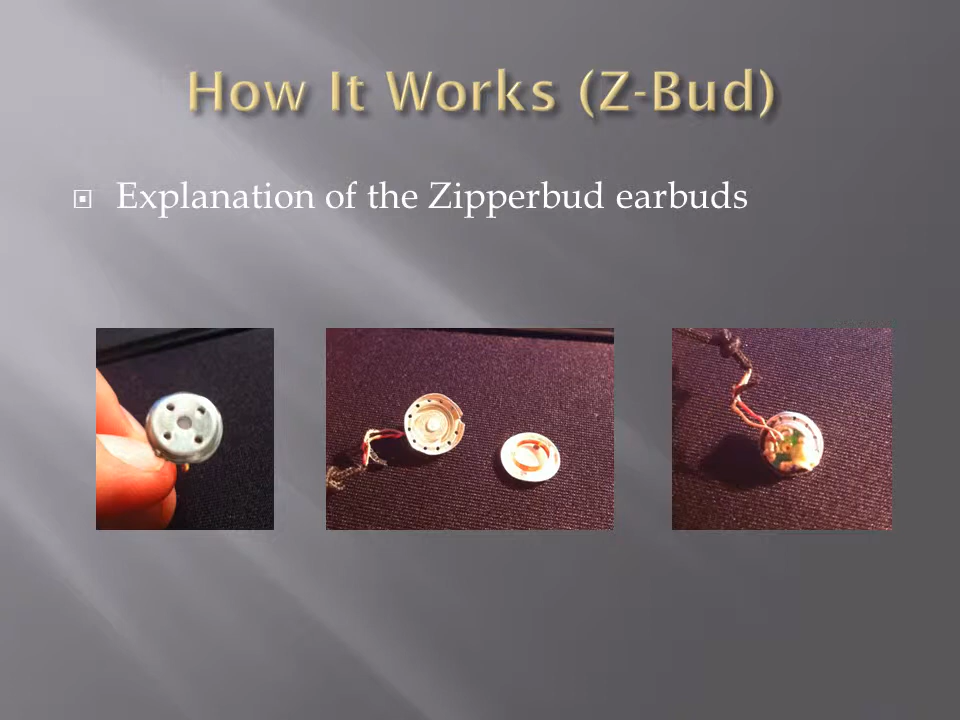 How It Works (Z-Bud)
Explanation of the Zipperbud earbuds